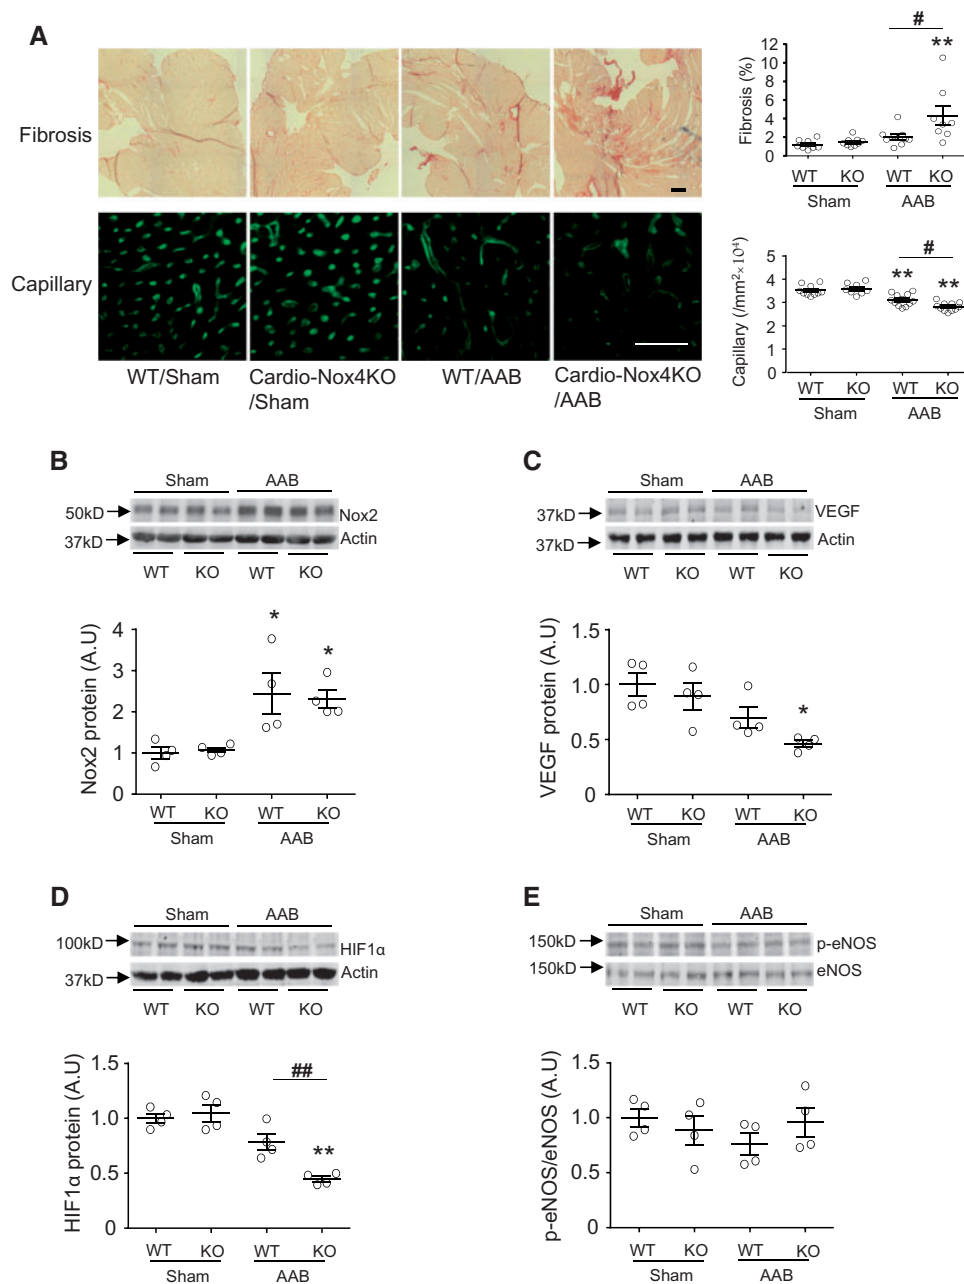 A
Fibrosis
Capillary
WT/Sham
Cardio-Nox4KO
/Sham
WT/AAB
Cardio-Nox4KO
/AAB
#
**
Fibrosis (%)
12
10
8
6
4
2
0
WT KO WT KO
Sham AAB
#
** **
Capillary (/mm²×10⁴)
5
4
3
2
1
0
WT KO WT KO
Sham AAB
B
Sham AAB
50kD Nox2
37kD Actin
WT KO WT KO
* *
Nox2 protein (A.U)
4
3
2
1
0
WT KO WT KO
Sham AAB
C
Sham AAB
37kD VEGF
37kD Actin
WT KO WT KO
*
VEGF protein (A.U)
1.5
1.0
0.5
0
WT KO WT KO
Sham AAB
D
Sham AAB
100kD HIF1α
37kD Actin
WT KO WT KO
##
**
HIF1α protein (A.U)
1.5
1.0
0.5
0
WT KO WT KO
Sham AAB
E
Sham AAB
150kD p-eNOS
150kD eNOS
WT KO WT KO
p-eNOS/eNOS (A.U)
1.5
1.0
0.5
0
WT KO WT KO
Sham AAB